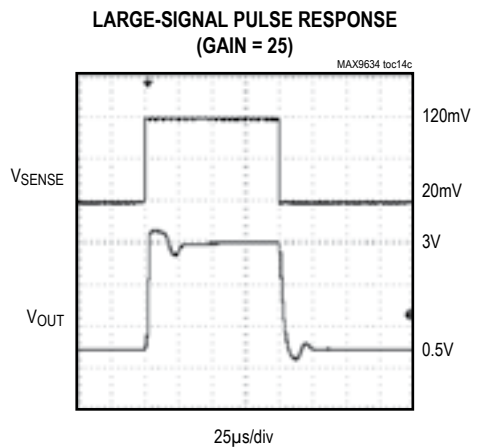 LARGE-SIGNAL PULSE RESPONSE
(GAIN = 25)
MAX9634 toc14c
VSENSE
120mV
20mV
3V
VOUT
0.5V
25µs/div